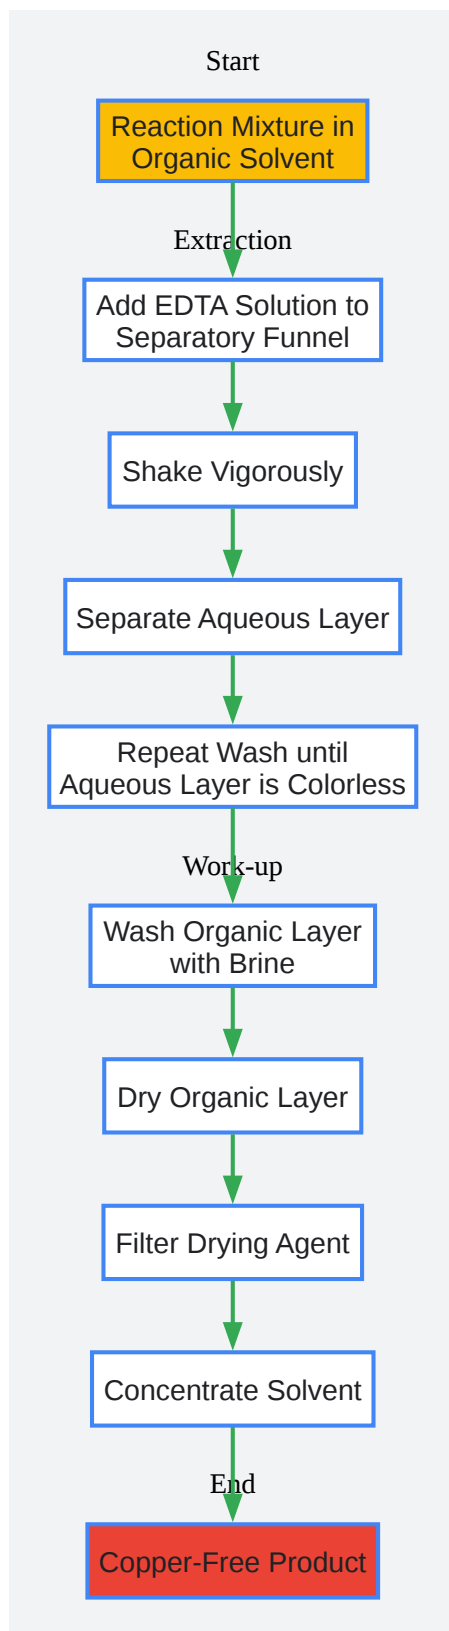 Start
Reaction Mixture in
Organic Solvent
Extraction
Add EDTA Solution to
Separatory Funnel
Shake Vigorously
Separate Aqueous Layer
Repeat Wash until
Aqueous Layer is Colorless
Work-up
Wash Organic Layer
with Brine
Dry Organic Layer
Filter Drying Agent
Concentrate Solvent
End
Copper-Free Product